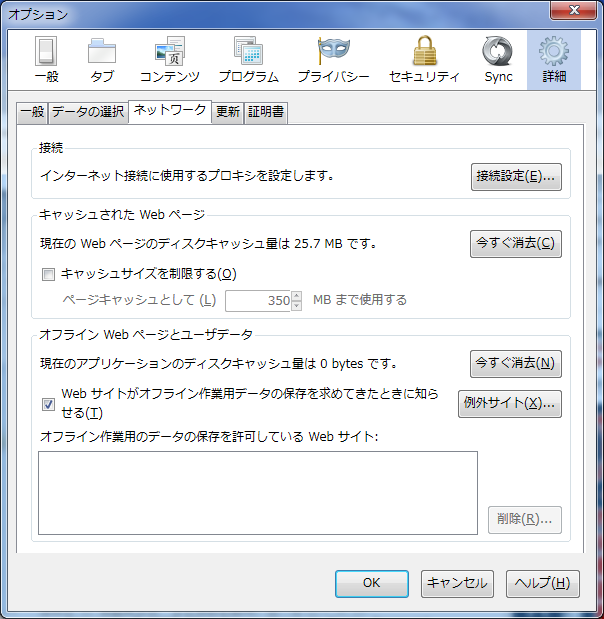 オプション
一般
タブ
コンテンツ
プログラム
プライバシー
セキュリティ
Sync
詳細
一般
データの選択
ネットワーク
更新
証明書
接続
インターネット接続に使用するプロキシを設定します。
接続設定(E)...
キャッシュされた Web ページ
現在の Web ページのディスクキャッシュ量は 25.7 MB です。
今すぐ消去(C)
キャッシュサイズを制限する(O)
ページキャッシュとして (L)
350
MB まで使用する
オフライン Web ページとユーザデータ
現在のアプリケーションのディスクキャッシュ量は 0 bytes です。
今すぐ消去(N)
Web サイトがオフライン作業用データの保存を求めてきたときに知ら
せる(T)
例外サイト(X)...
オフライン作業用のデータの保存を許可している Web サイト:
削除(R)...
OK
キャンセル
ヘルプ(H)